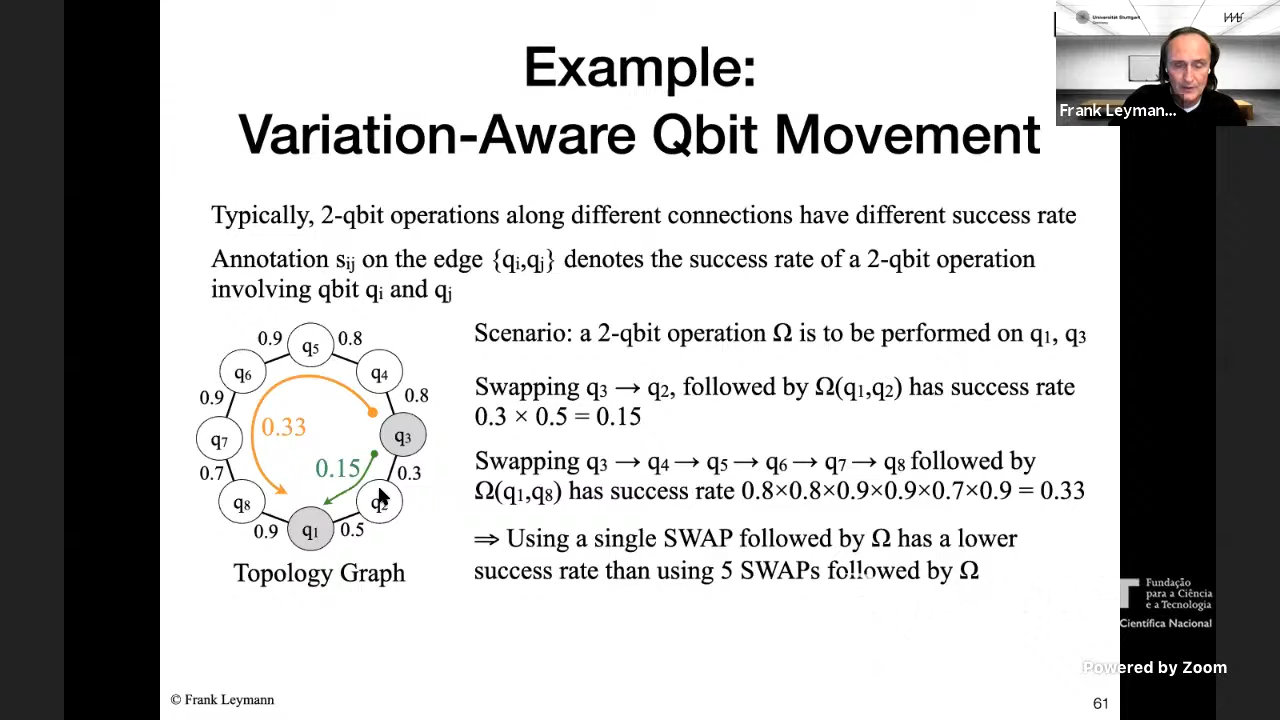 Example:
Variation-Aware Qbit Movement
Universität Stuttgart
Germany
Frank Leyman...
Typically, 2-qbit operations along different connections have different success rate
Annotation sij on the edge {qi,qj} denotes the success rate of a 2-qbit operation
involving qbit qi and qj
0.9 q5 0.8
q6 q4
0.9 0.8
0.33
q7 q3
0.7 0.15 0.3
q8 q2
0.9 q1 0.5
Topology Graph
Scenario: a 2-qbit operation Ω is to be performed on q1, q3
Swapping q3 → q2, followed by Ω(q1,q2) has success rate
0.3 × 0.5 = 0.15
Swapping q3 → q4 → q5 → q6 → q7 → q8 followed by
Ω(q1,q8) has success rate 0.8×0.8×0.9×0.9×0.7×0.9 = 0.33
⇒ Using a single SWAP followed by Ω has a lower
success rate than using 5 SWAPs followed by Ω
T Fundação
para a Ciência
e a Tecnologia
Científica Nacional
Powered by Zoom
© Frank Leymann
61